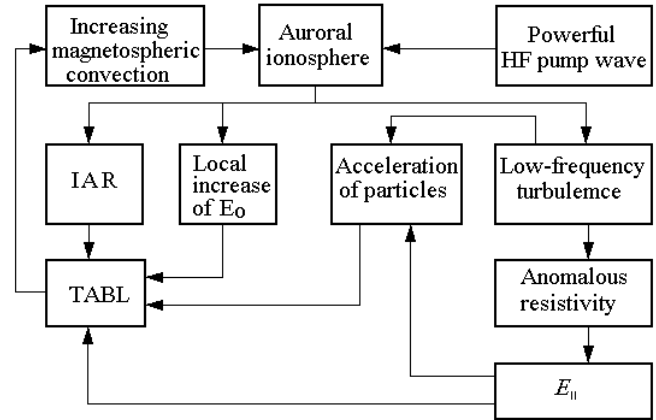 Increasing
magnetospheric
convection
Auroral
ionosphere
Powerful
HF pump wave
IAR
Local
increase
of E₀
Acceleration
of particles
Low-frequency
turbulemce
TABL
Anomalous
resistivity
E||